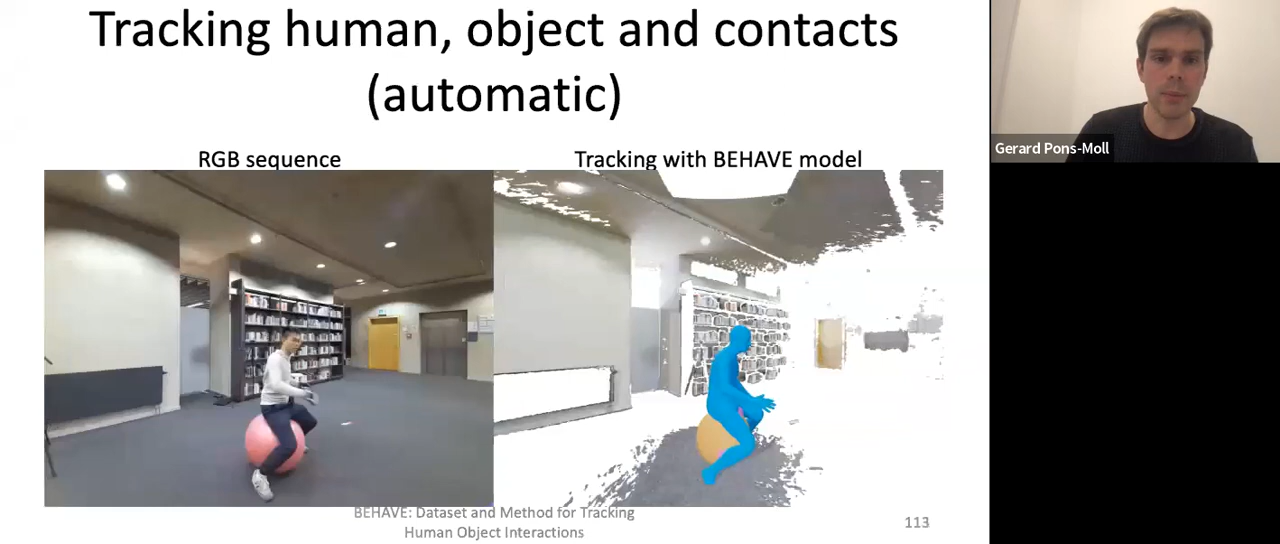 Tracking human, object and contacts
(automatic)
RGB sequence
Tracking with BEHAVE model
Gerard Pons-Moll
BEHAVE: Dataset and Method for Tracking
Human Object Interactions
113